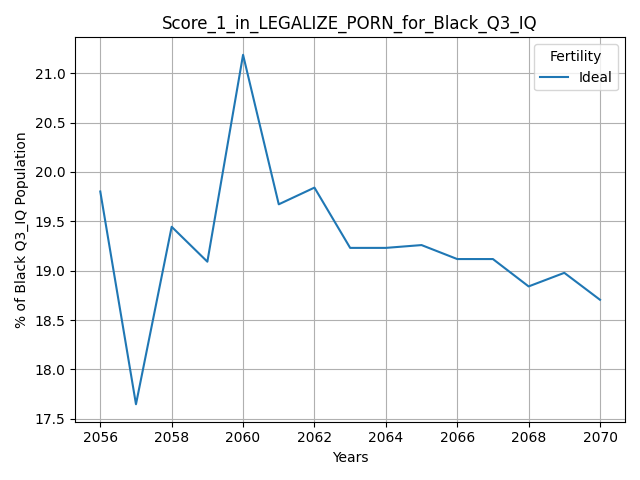 Score_1_in_LEGALIZE_PORN_for_Black_Q3_IQ
Fertility
Ideal
% of Black Q3_IQ Population
21.0
20.5
20.0
19.5
19.0
18.5
18.0
17.5
2056 2058 2060 2062 2064 2066 2068 2070
Years